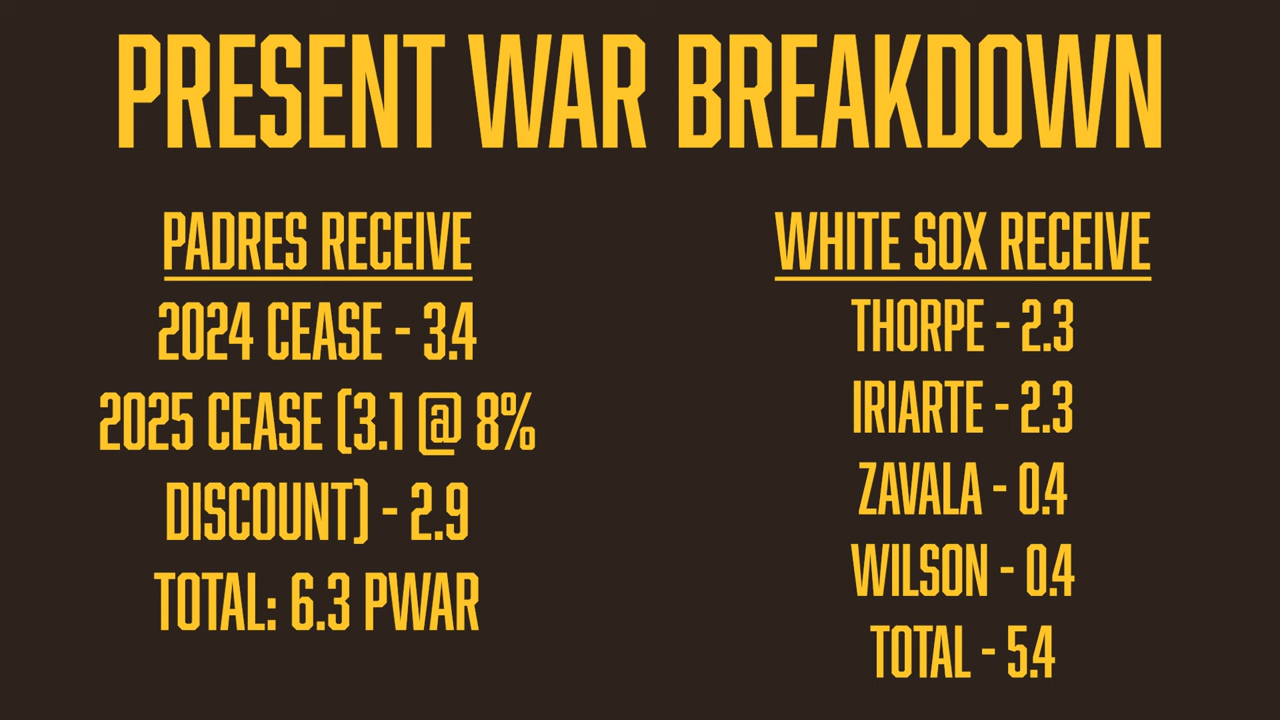 PRESENT WAR BREAKDOWN
PADRES RECEIVE
2024 CEASE - 3.4
2025 CEASE (3.1 @ 8%
DISCOUNT) - 2.9
TOTAL: 6.3 PWAR
WHITE SOX RECEIVE
THORPE - 2.3
IRIARTE - 2.3
ZAVALA - 0.4
WILSON - 0.4
TOTAL - 5.4